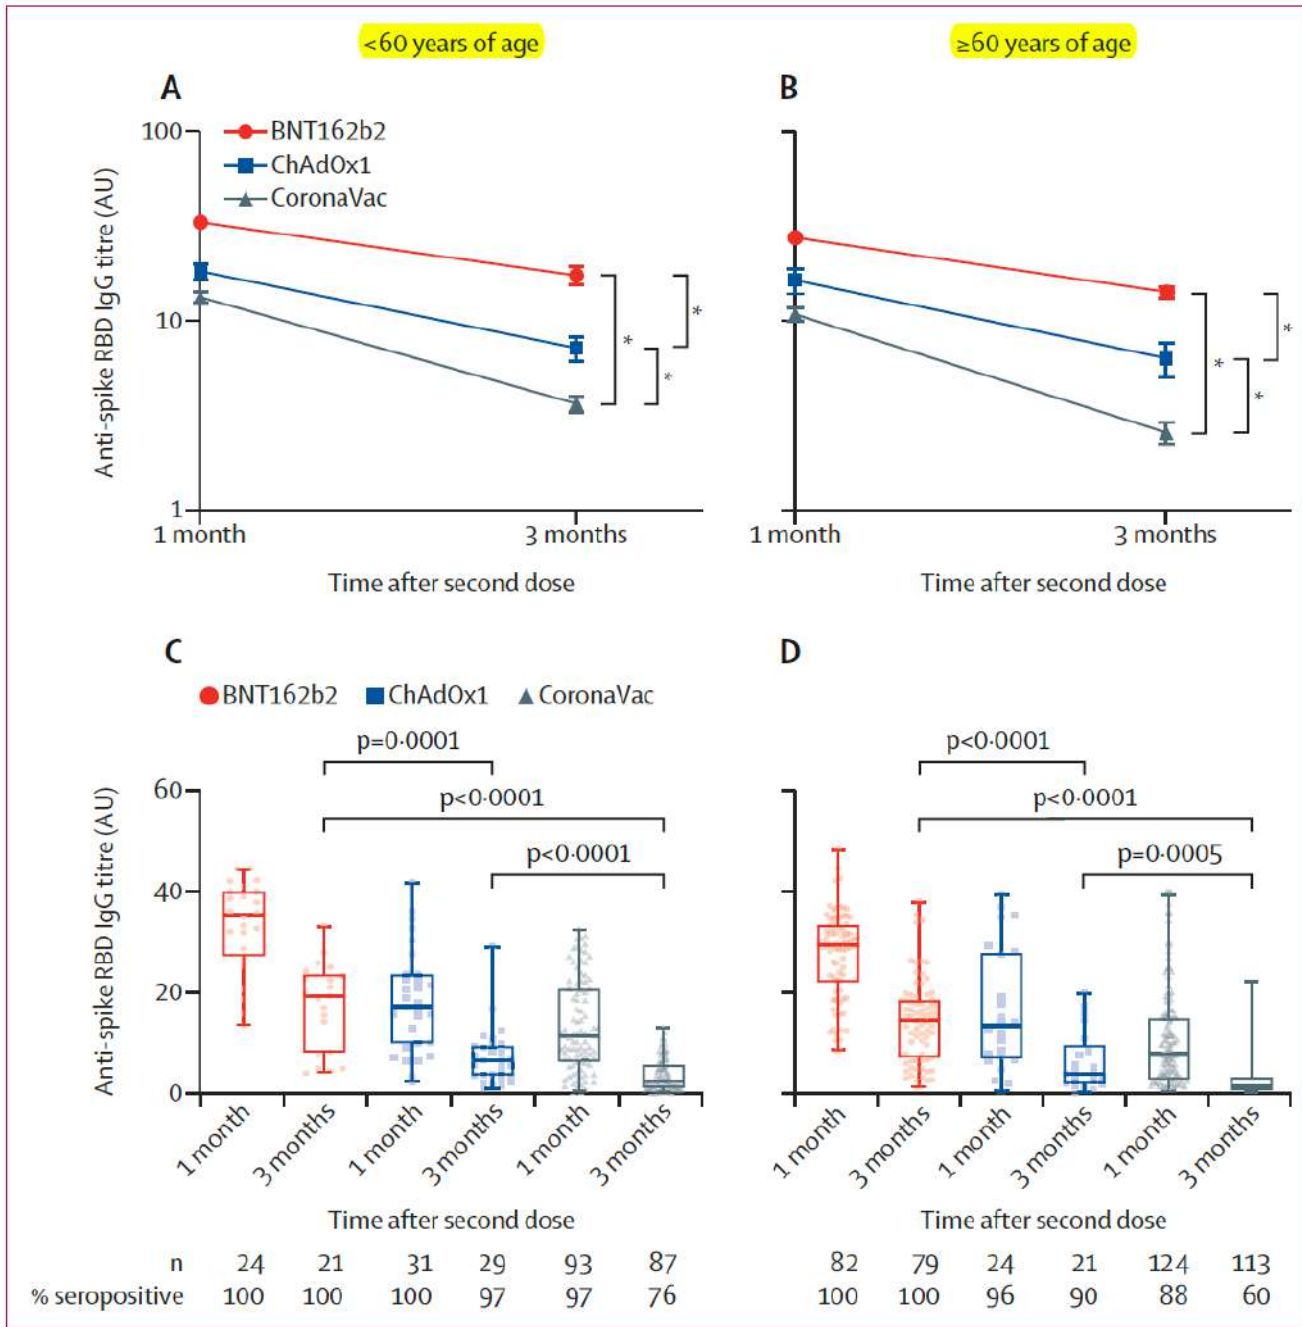 <60 years of age
≥60 years of age
A
B
BNT162b2
ChAdOx1
CoronaVac
Anti-spike RBD IgG titre (AU)
100
10
1
1 month
3 months
Time after second dose
1 month
3 months
Time after second dose
*
*
*
*
*
*
C
D
BNT162b2 ChAdOx1 CoronaVac
Anti-spike RBD IgG titre (AU)
60
40
20
0
p=0·0001
p<0·0001
p<0·0001
p<0·0001
p<0·0001
p=0·0005
1 month 3 months 1 month 3 months 1 month 3 months
1 month 3 months 1 month 3 months 1 month 3 months
Time after second dose
Time after second dose
n 24 21 31 29 93 87 82 79 24 21 124 113
% seropositive 100 100 100 97 97 76 100 100 96 90 88 60